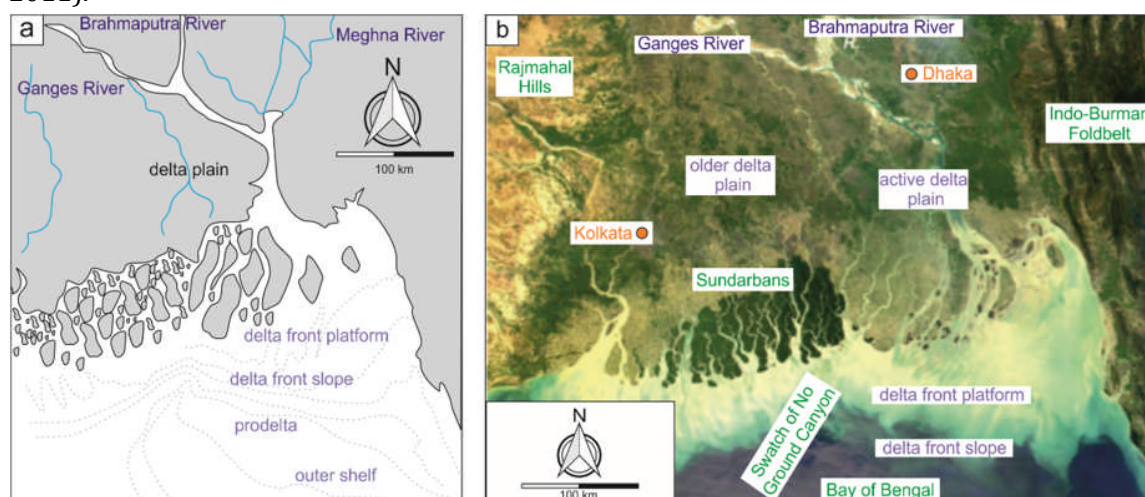 a
Brahmaputra River
Meghna River
Ganges River
N
100 km
delta plain
delta front platform
delta front slope
prodelta
outer shelf
b
Brahmaputra River
Ganges River
R.
Dhaka
Rajmahal
Hills
Indo-Burman
Foldbelt
older delta
plain
active delta
plain
Kolkata
Sundarbans
delta front platform
Swatch of No
Ground Canyon
delta front slope
N
100 km
Bay of Bengal